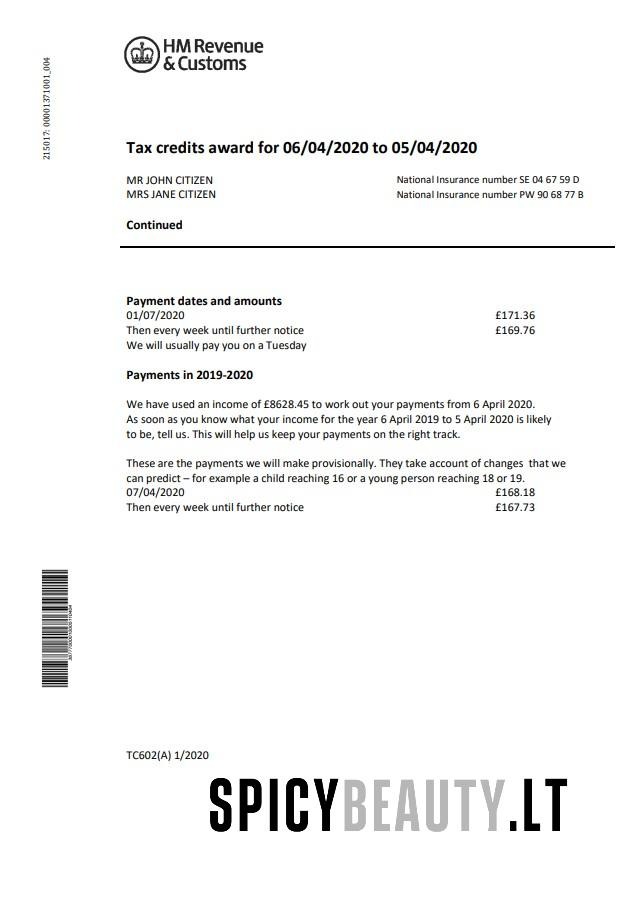 HM Revenue
& Customs
215017: 00001371001_004
Tax credits award for 06/04/2020 to 05/04/2020
MR JOHN CITIZEN National Insurance number SE 04 67 59 D
MRS JANE CITIZEN National Insurance number PW 90 68 77 B
Continued
Payment dates and amounts
01/07/2020 £171.36
Then every week until further notice £169.76
We will usually pay you on a Tuesday
Payments in 2019-2020
We have used an income of £8628.45 to work out your payments from 6 April 2020.
As soon as you know what your income for the year 6 April 2019 to 5 April 2020 is likely
to be, tell us. This will help us keep your payments on the right track.
These are the payments we will make provisionally. They take account of changes that we
can predict – for example a child reaching 16 or a young person reaching 18 or 19.
07/04/2020 £168.18
Then every week until further notice £167.73
TC602(A) 1/2020
SPICYBEAUTY.LT